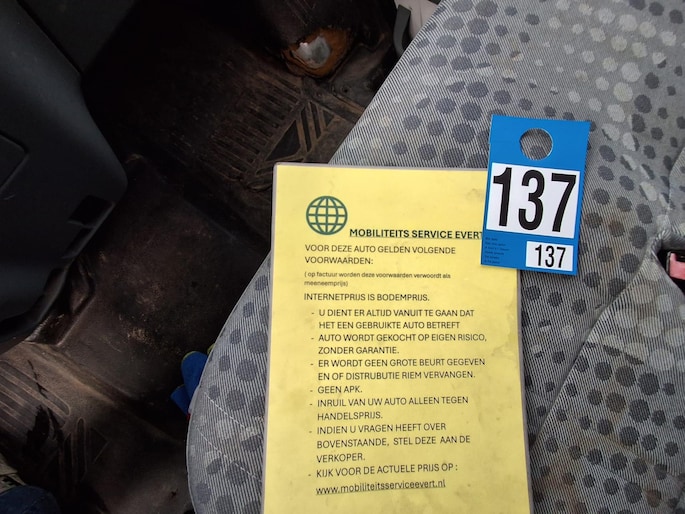 MOBILITEITS SERVICE EVERT
VOOR DEZE AUTO GELDEN VOLGENDE
VOORWAARDEN:
( op factuur worden deze voorwaarden verwoordt als
meeneemprijs)
INTERNETPRIJS IS BODEMPRIJS.
- U DIENT ER ALTIJD VANUIT TE GAAN DAT
HET EEN GEBRUIKTE AUTO BETREFT
- AUTO WORDT GEKOCHT OP EIGEN RISICO,
ZONDER GARANTIE.
- ER WORDT GEEN GROTE BEURT GEGEVEN
EN OF DISTRUBUTIE RIEM VERVANGEN.
- GEEN APK.
- INRUIL VAN UW AUTO ALLEEN TEGEN
HANDELSPRIJS.
- INDIEN U VRAGEN HEEFT OVER
BOVENSTAANDE, STEL DEZE AAN DE
VERKOPER.
- KIJK VOOR DE ACTUELE PRIJS OP :
www.mobiliteitsserviceevert.nl
137
137